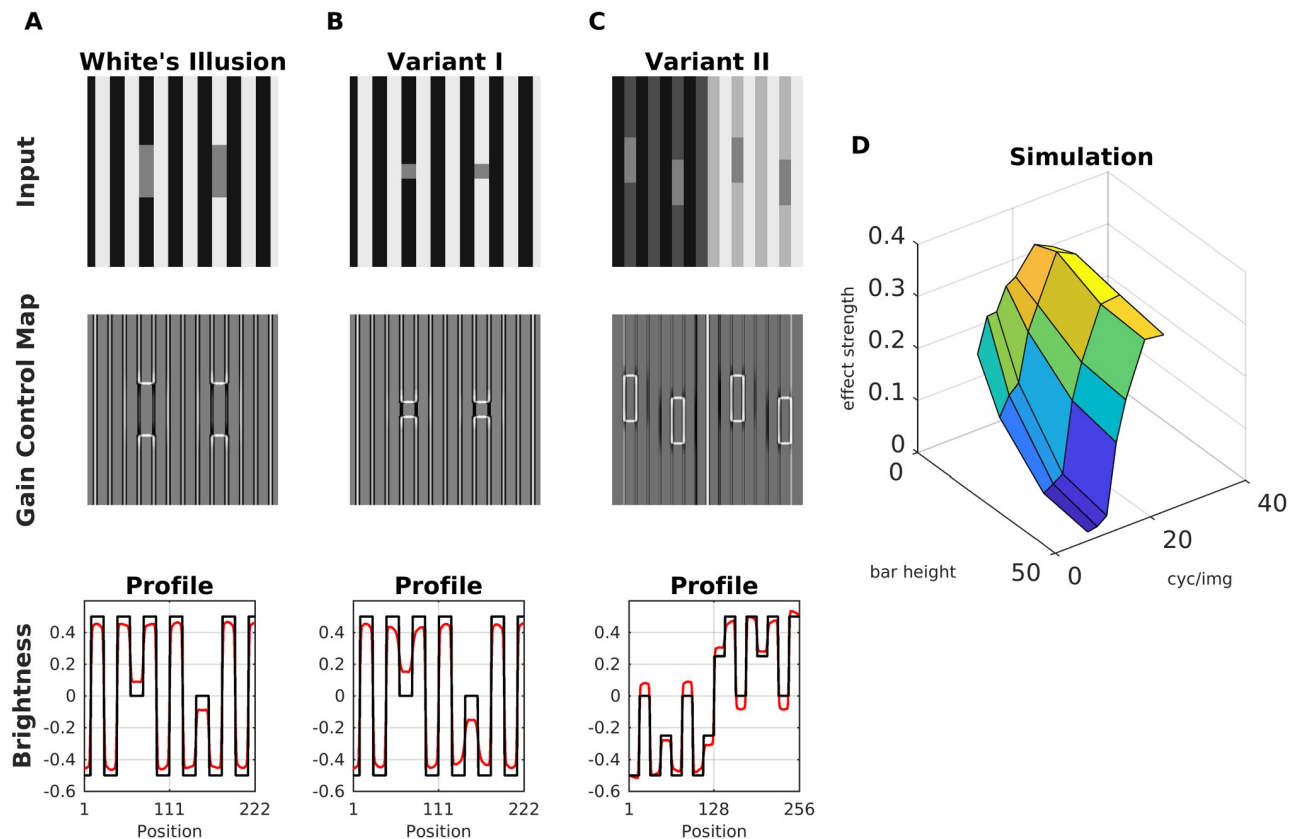 A
B
C
White's Illusion
Variant I
Variant II
Input
D
Simulation
0.4
0.3
0.2
0.1
0
effect strength
0
50
bar height
0
20
40
cyc/img
Gain Control Map
Profile
Profile
Profile
Brightness
0.4
0.2
0
-0.2
-0.4
-0.6
1
111
222
Position
0.4
0.2
0
-0.2
-0.4
-0.6
1
111
222
Position
0.4
0.2
0
-0.2
-0.4
-0.6
1
128
256
Position